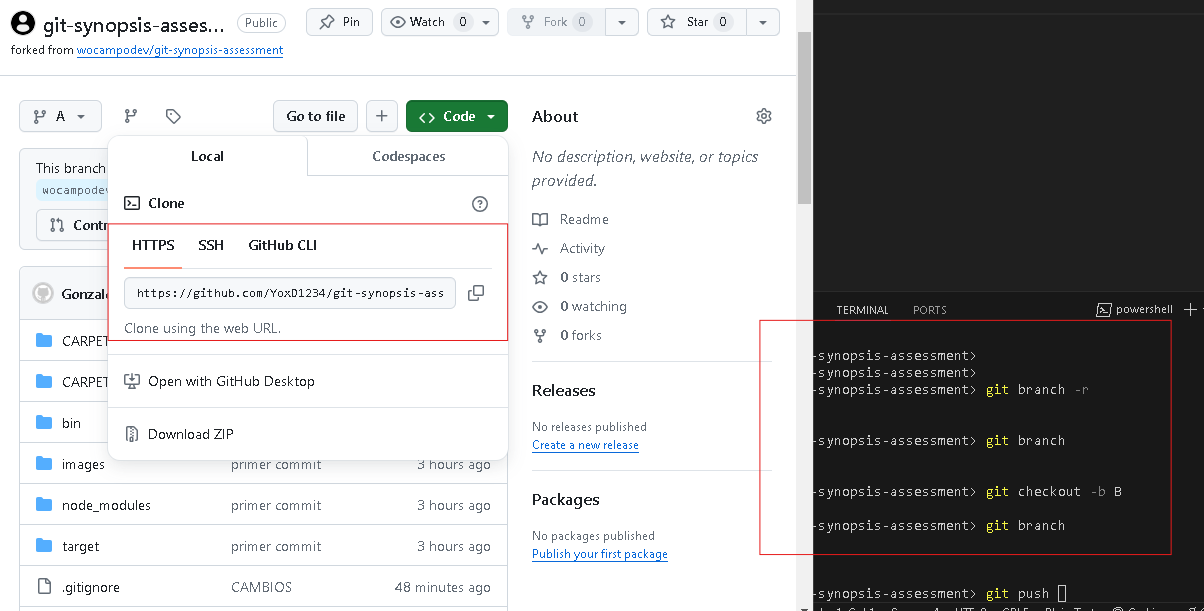 git-synopsis-asses... Public Pin Watch 0 Fork 0 Star 0
forked from wocampodev/git-synopsis-assessment
A Go to file + Code
Local Codespaces
Clone
HTTPS SSH GitHub CLI
https://github.com/YoxD1234/git-synopsis-ass
Clone using the web URL.
Open with GitHub Desktop
Download ZIP
This branch
wocampodev
Contr
Gonzalo
CARPET
CARPET
bin
images primer commit 3 hours ago
node_modules primer commit 3 hours ago
target primer commit 3 hours ago
.gitignore CAMBIOS 48 minutes ago
About
No description, website, or topics
provided.
Readme
Activity
0 stars
0 watching
0 forks
Releases
No releases published
Create a new release
Packages
No packages published
Publish your first package
TERMINAL PORTS powershell +
-synopsis-assessment>
-synopsis-assessment>
-synopsis-assessment> git branch -r
-synopsis-assessment> git branch
-synopsis-assessment> git checkout -b B
-synopsis-assessment> git branch
-synopsis-assessment> git push